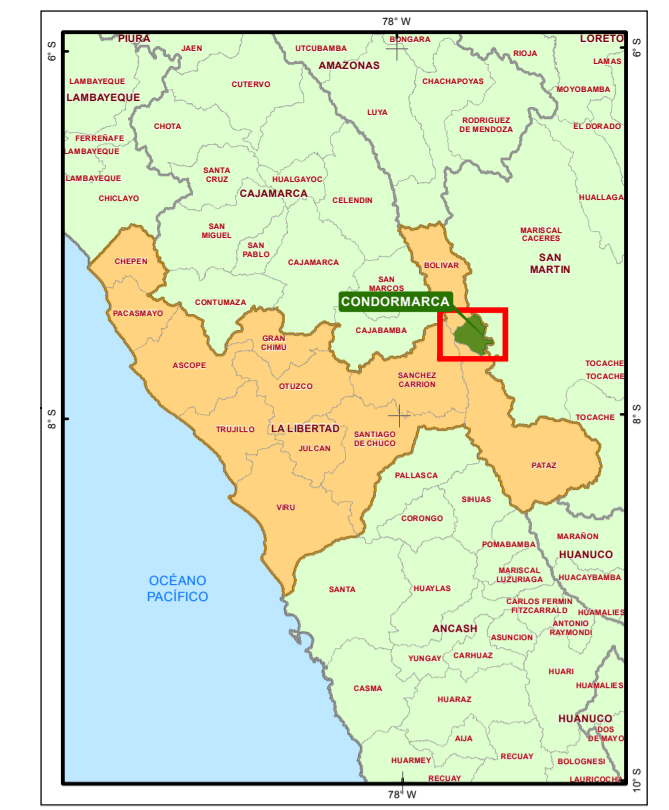 78° W
6° S
6° S
PIURA
JAEN
UTCUBAMBA
BONGARA
LORETO
RIOJA
LAMAS
AMAZONAS
LAMBAYEQUE
CUTERVO
CHACHAPOYAS
MOYOBAMBA
LAMBAYEQUE
LUYA
RODRIGUEZ
DE MENDOZA
CHOTA
EL DORADO
FERREÑAFE
LAMBAYEQUE
SANTA
CRUZ
HUALGAYOC
LAMBAYEQUE
CHICLAYO
CAJAMARCA
CELENDIN
HUALLAGA
SAN
MIGUEL
SAN
PABLO
MARISCAL
CACERES
CHEPEN
CAJAMARCA
BOLIVAR
SAN
MARTIN
SAN
MARCOS
CONTUMAZA
CONDORMARCA
PACASMAYO
CAJABAMBA
GRAN
CHIMU
ASCOPE
TOCACHE
TOCACHE
OTUZCO
SANCHEZ
CARRION
8° S
TOCACHE
8° S
TRUJILLO
LA LIBERTAD
SANTIAGO
DE CHUCO
JULCAN
PATAZ
PALLASCA
SIHUAS
VIRU
CORONGO
MARAÑON
POMABAMBA
HUANUCO
OCÉANO
PACÍFICO
SANTA
HUAYLAS
MARISCAL
LUZURIAGA
HUACAYBAMBA
CARLOS FERMIN
FITZCARRALD
HUAMALIES
ANCASH
ASUNCION
ANTONIO
RAYMONDI
YUNGAY
CARHUAZ
HUARI
CASMA
HUARAZ
HUAMALIES
HUANUCO
DOS
DE MAYO
AIJA
HUARMEY
RECUAY
BOLOGNESI
RECUAY
LAURICOCHA
10° S
78° W